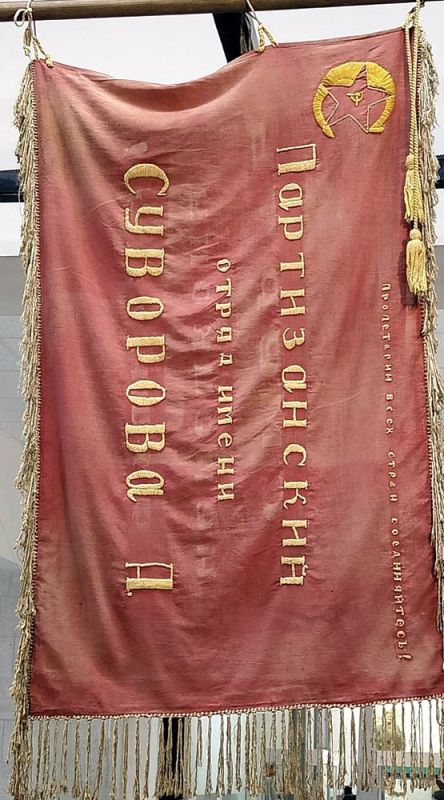 Пролетарии всех стран соединяйтесь!
Партизанский
отряд имени
Суворова А.